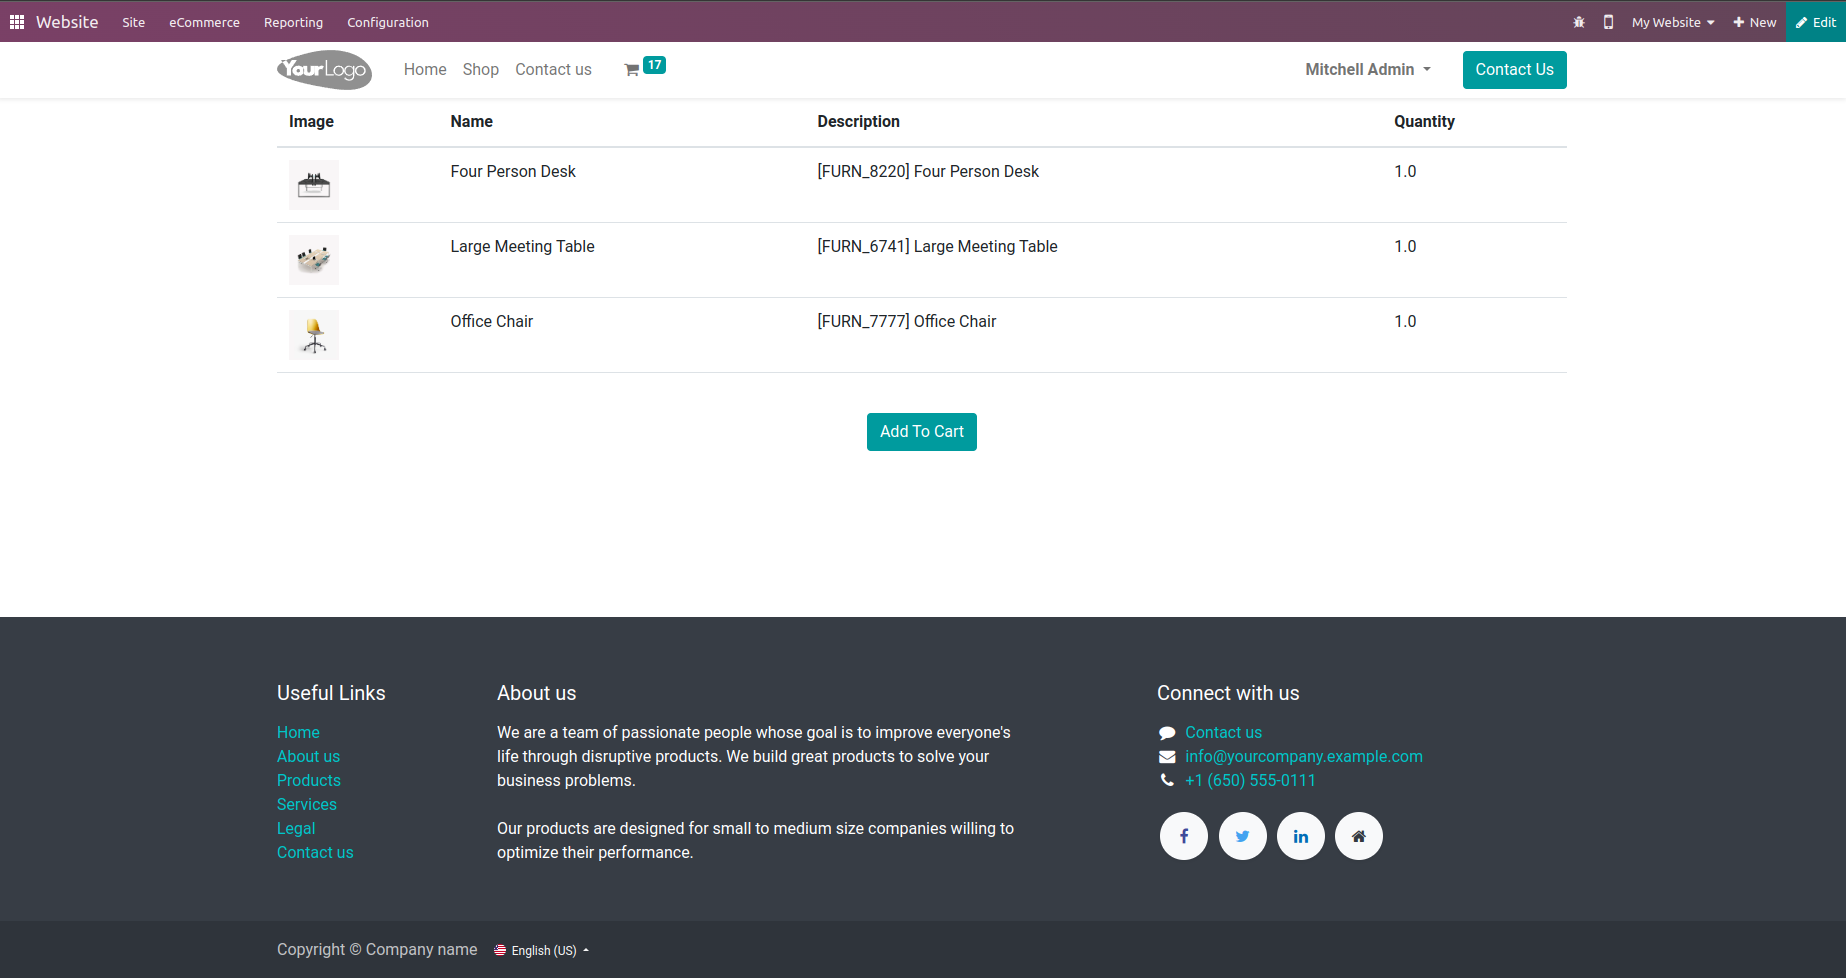 Website Site eCommerce Reporting Configuration My Website New Edit
YourLogo Home Shop Contact us 17 Mitchell Admin Contact Us
Image Name Description Quantity
Four Person Desk [FURN_8220] Four Person Desk 1.0
Large Meeting Table [FURN_6741] Large Meeting Table 1.0
Office Chair [FURN_7777] Office Chair 1.0
Add To Cart
Useful Links
Home
About us
Products
Services
Legal
Contact us
About us
We are a team of passionate people whose goal is to improve everyone's
life through disruptive products. We build great products to solve your
business problems.
Our products are designed for small to medium size companies willing to
optimize their performance.
Connect with us
Contact us
info@yourcompany.example.com
+1 (650) 555-0111
Copyright © Company name English (US)